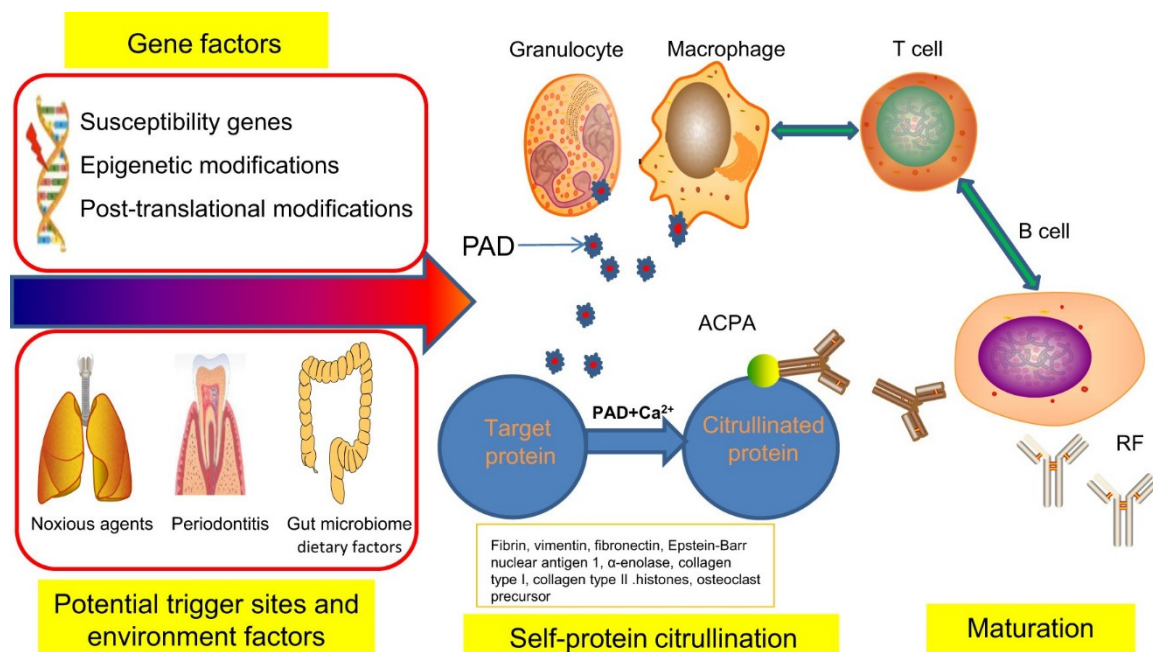 Gene factors
Susceptibility genes
Epigenetic modifications
Post-translational modifications
Noxious agents
Periodontitis
Gut microbiome
dietary factors
Potential trigger sites and
environment factors
Granulocyte
Macrophage
T cell
PAD
B cell
ACPA
Target
protein
PAD+Ca²⁺
Citrullinated
protein
RF
Fibrin, vimentin, fibronectin, Epstein-Barr
nuclear antigen 1, α-enolase, collagen
type I, collagen type II .histones, osteoclast
precursor
Self-protein citrullination
Maturation